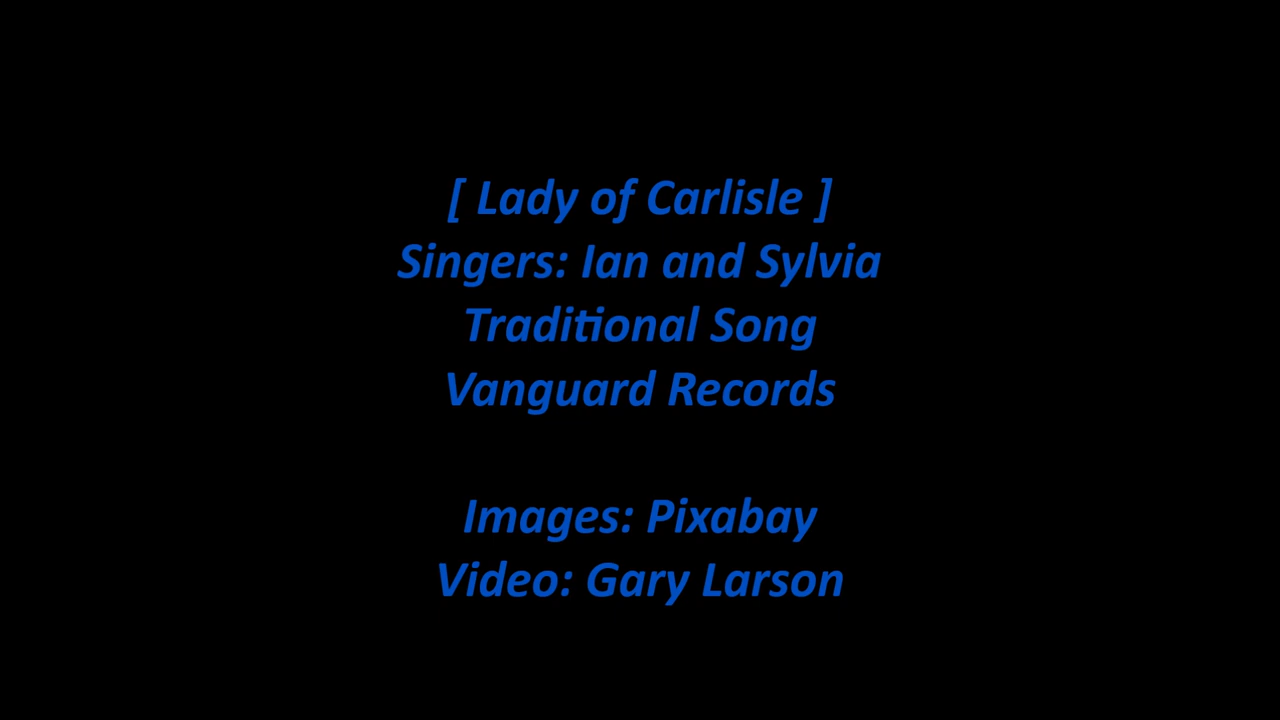 [ Lady of Carlisle ]
Singers: Ian and Sylvia
Traditional Song
Vanguard Records
Images: Pixabay
Video: Gary Larson